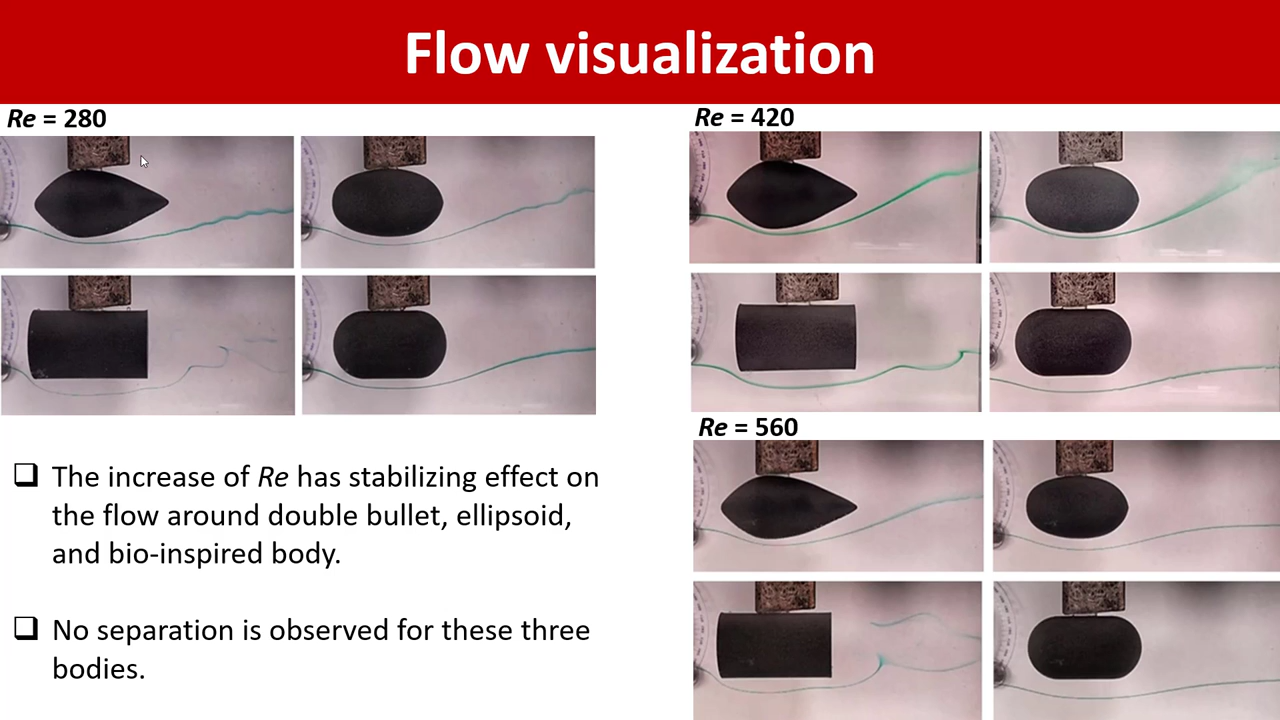 Flow visualization
Re = 280
Re = 420
Re = 560
❑ The increase of Re has stabilizing effect on
the flow around double bullet, ellipsoid,
and bio-inspired body.
❑ No separation is observed for these three
bodies.